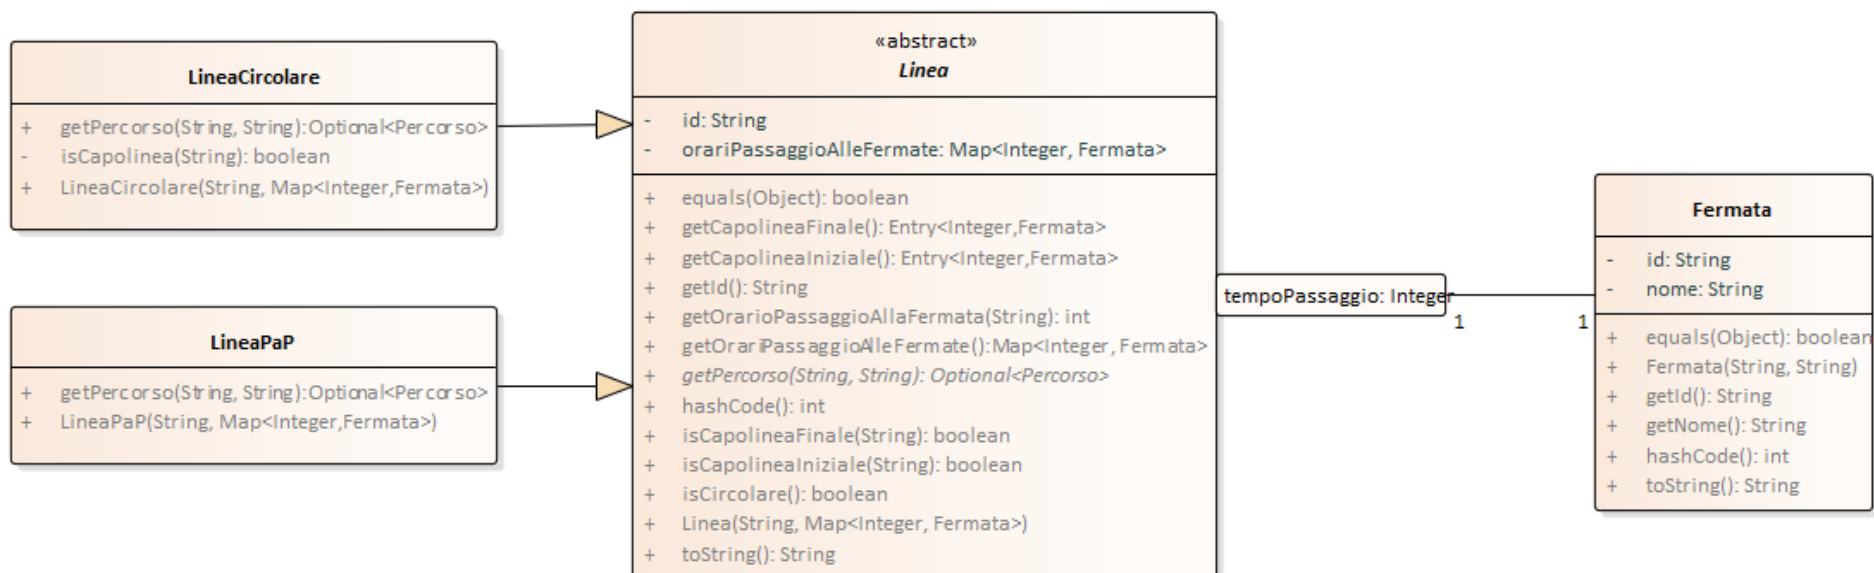 LineaCircolare
+ getPercorso(String, String):Optional<Percorso>
- isCapolinea(String): boolean
+ LineaCircolare(String, Map<Integer,Fermata>)
LineaPaP
+ getPercorso(String, String):Optional<Percorso>
+ LineaPaP(String, Map<Integer,Fermata>)
«abstract»
Linea
- id: String
- orariPassaggioAlleFermate: Map<Integer, Fermata>
+ equals(Object): boolean
+ getCapolineaFinale(): Entry<Integer,Fermata>
+ getCapolineaIniziale(): Entry<Integer,Fermata>
+ getId(): String
+ getOrarioPassaggioAllaFermata(String): int
+ getOrariPassaggioAlleFermate():Map<Integer, Fermata>
+ getPercorso(String, String): Optional<Percorso>
+ hashCode(): int
+ isCapolineaFinale(String): boolean
+ isCapolineaIniziale(String): boolean
+ isCircolare(): boolean
+ Linea(String, Map<Integer, Fermata>)
+ toString(): String
tempoPassaggio: Integer
1 1
Fermata
- id: String
- nome: String
+ equals(Object): boolean
+ Fermata(String, String)
+ getId(): String
+ getNome(): String
+ hashCode(): int
+ toString(): String